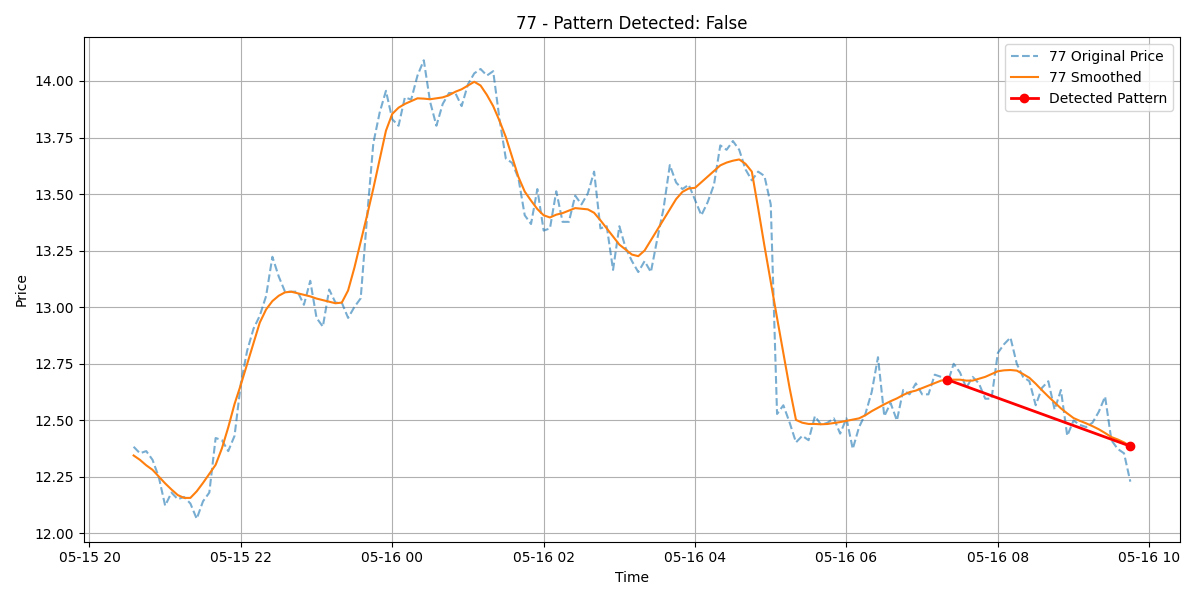 77 - Pattern Detected: False
77 Original Price
77 Smoothed
Detected Pattern
Price
14.00
13.75
13.50
13.25
13.00
12.75
12.50
12.25
12.00
05-15 20
05-15 22
05-16 00
05-16 02
05-16 04
05-16 06
05-16 08
05-16 10
Time